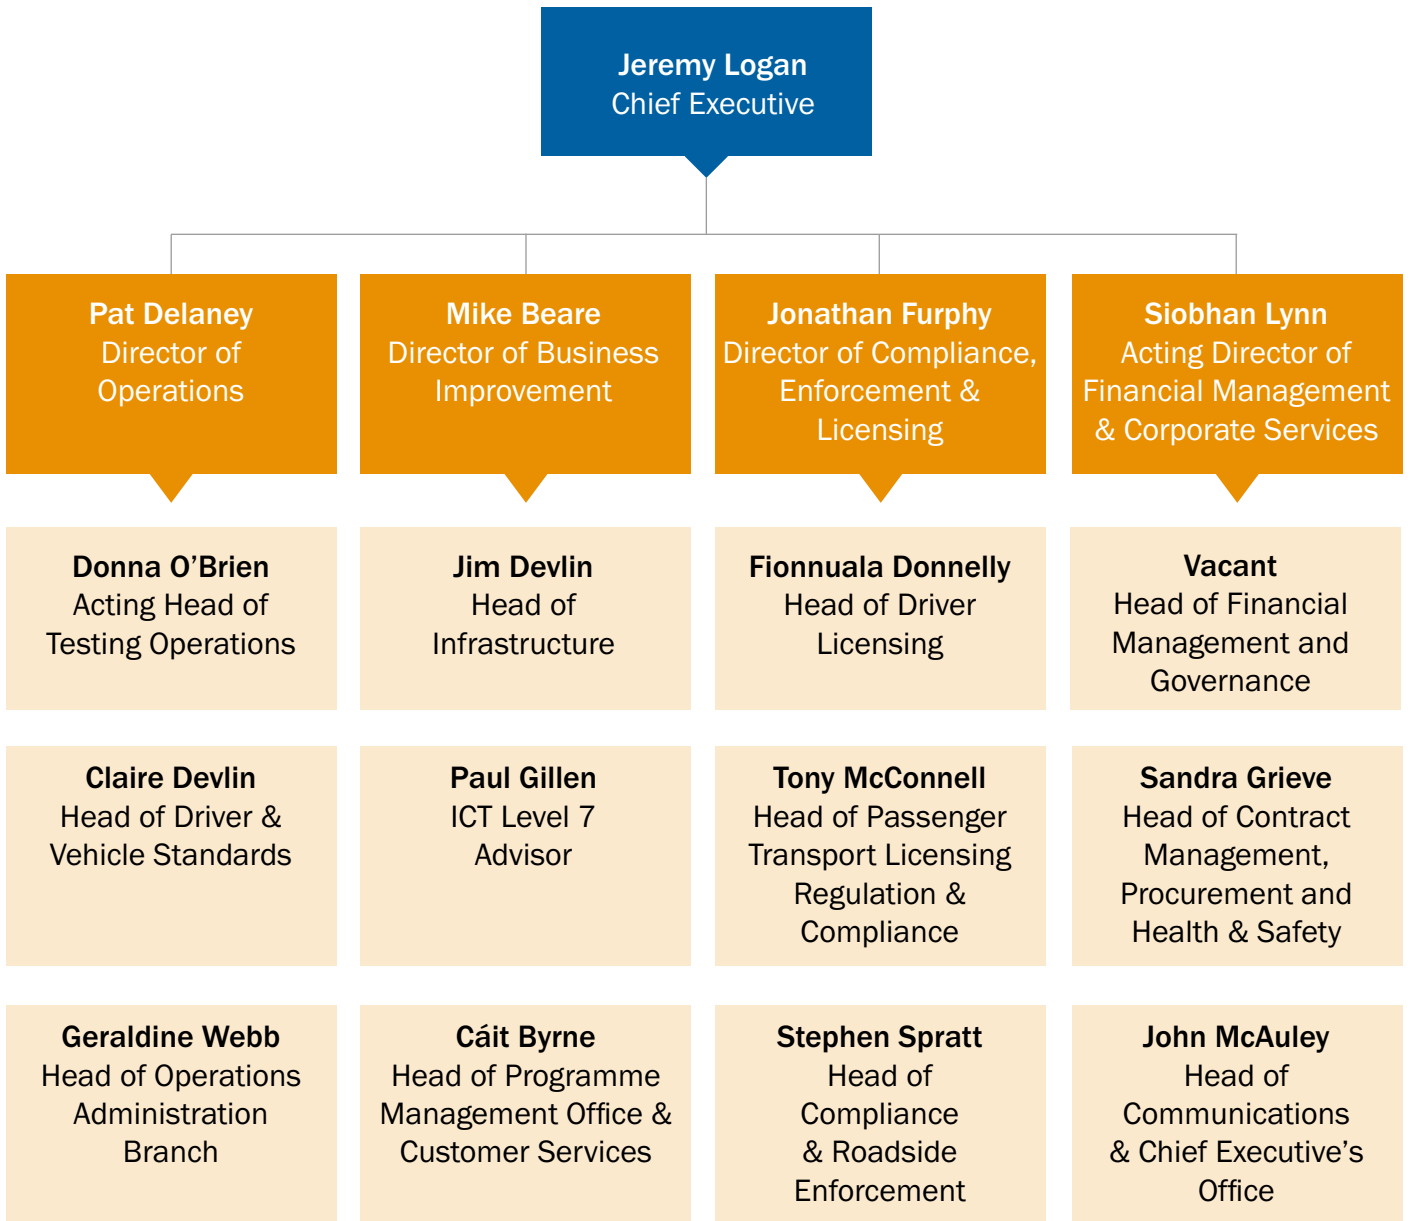 Jeremy Logan
Chief Executive
Pat Delaney
Director of
Operations
Mike Beare
Director of Business
Improvement
Jonathan Furphy
Director of Compliance,
Enforcement &
Licensing
Siobhan Lynn
Acting Director of
Financial Management
& Corporate Services
Donna O’Brien
Acting Head of
Testing Operations
Jim Devlin
Head of
Infrastructure
Fionnuala Donnelly
Head of Driver
Licensing
Vacant
Head of Financial
Management and
Governance
Claire Devlin
Head of Driver &
Vehicle Standards
Paul Gillen
ICT Level 7
Advisor
Tony McConnell
Head of Passenger
Transport Licensing
Regulation &
Compliance
Sandra Grieve
Head of Contract
Management,
Procurement and
Health & Safety
Geraldine Webb
Head of Operations
Administration
Branch
Cáit Byrne
Head of Programme
Management Office &
Customer Services
Stephen Spratt
Head of
Compliance
& Roadside
Enforcement
John McAuley
Head of
Communications
& Chief Executive’s
Office